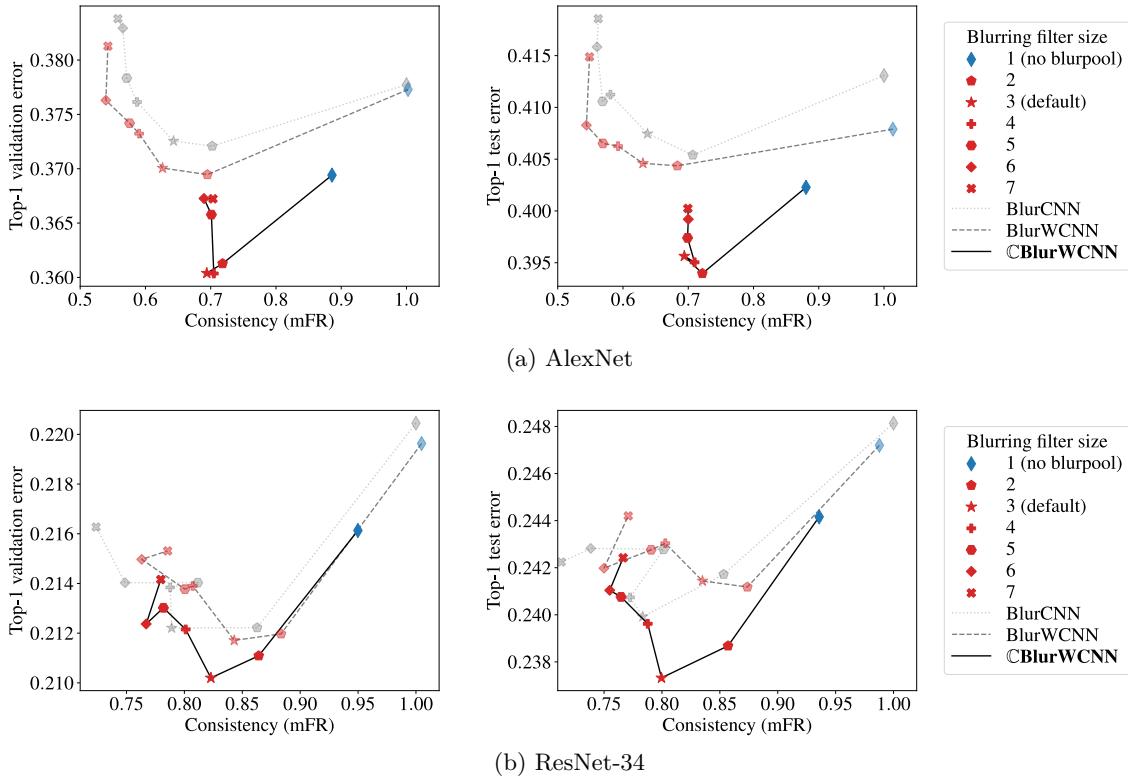 0.380
0.375
0.370
0.365
0.360
Top-1 validation error
0.5 0.6 0.7 0.8 0.9 1.0
Consistency (mFR)
0.415
0.410
0.405
0.400
0.395
Top-1 test error
0.5 0.6 0.7 0.8 0.9 1.0
Consistency (mFR)
Blurring filter size
1 (no blurpool)
2
3 (default)
4
5
6
7
BlurCNN
BlurWCNN
ℂBlurWCNN
(a) AlexNet
0.220
0.218
0.216
0.214
0.212
0.210
Top-1 validation error
0.75 0.80 0.85 0.90 0.95 1.00
Consistency (mFR)
0.248
0.246
0.244
0.242
0.240
0.238
Top-1 test error
0.75 0.80 0.85 0.90 0.95 1.00
Consistency (mFR)
Blurring filter size
1 (no blurpool)
2
3 (default)
4
5
6
7
BlurCNN
BlurWCNN
ℂBlurWCNN
(b) ResNet-34